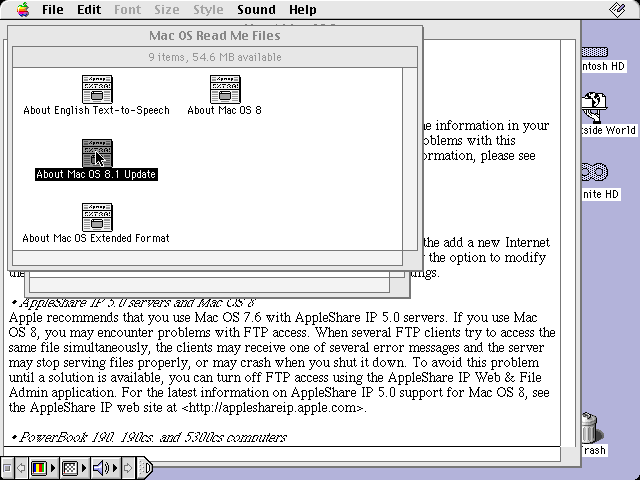 File Edit Font Size Style Sound Help
Mac OS Read Me Files
9 items, 54.6 MB available
About English Text-to-Speech
About Mac OS 8
About Mac OS 8.1 Update
About Mac OS Extended Format
ntosh HD
tside World
nite HD
Trash
information in your
oblems with this
ormation, please see
the add a new Internet
the option to modify
ngs.
• AppleShare IP 5.0 servers and Mac OS 8
Apple recommends that you use Mac OS 7.6 with AppleShare IP 5.0 servers. If you use Mac
OS 8, you may encounter problems with FTP access. When several FTP clients try to access the
same file simultaneously, the clients may receive one of several error messages and the server
may stop serving files properly, or may crash when you shut it down. To avoid this problem
until a solution is available, you can turn off FTP access using the AppleShare IP Web & File
Admin application. For the latest information on AppleShare IP 5.0 support for Mac OS 8, see
the AppleShare IP web site at <http://appleshareip.apple.com>.
• PowerBook 190, 190cs, and 5300cs computers